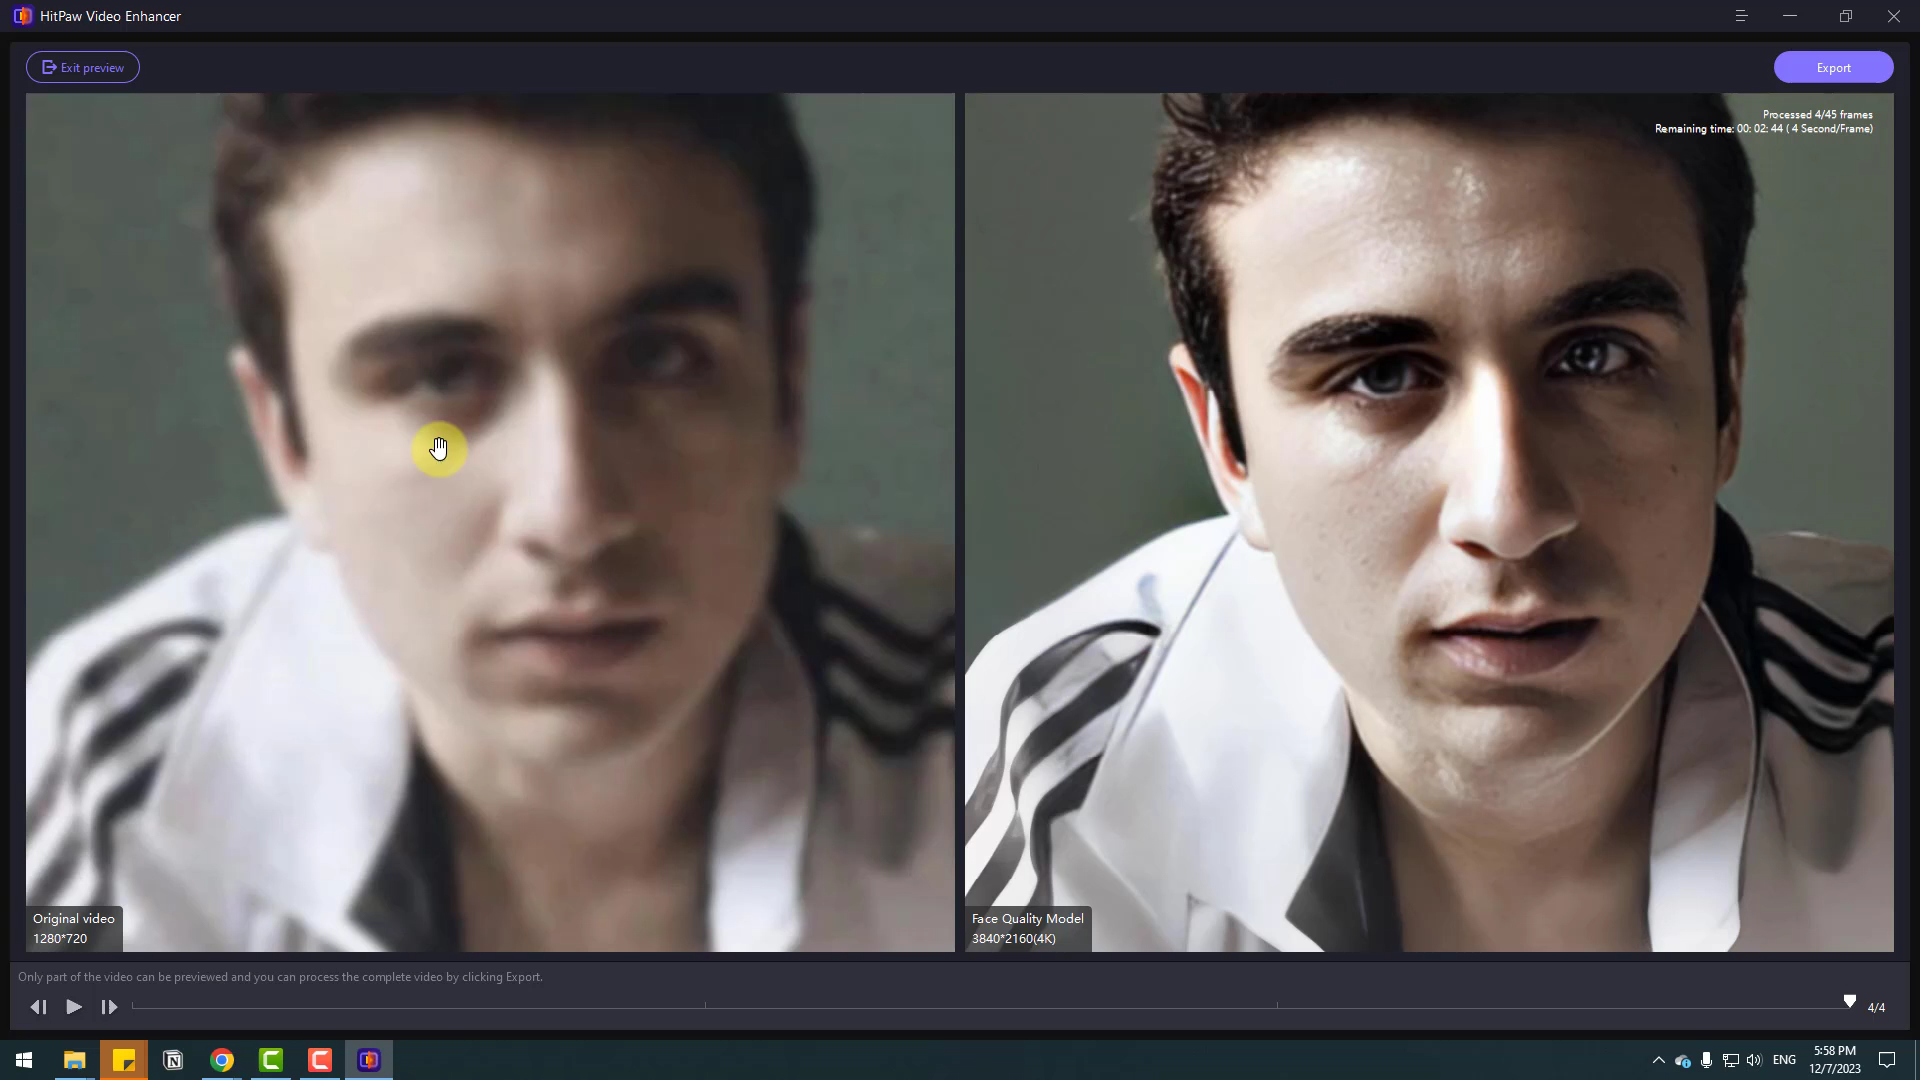 HitPaw Video Enhancer
Exit preview
Export
Processed 4/45 frames
Remaining time: 00: 02: 44 ( 4 Second/Frame)
Original video
1280*720
Face Quality Model
3840*2160(4K)
Only part of the video can be previewed and you can process the complete video by clicking Export.
4/4
ENG
5:58 PM
12/7/2023